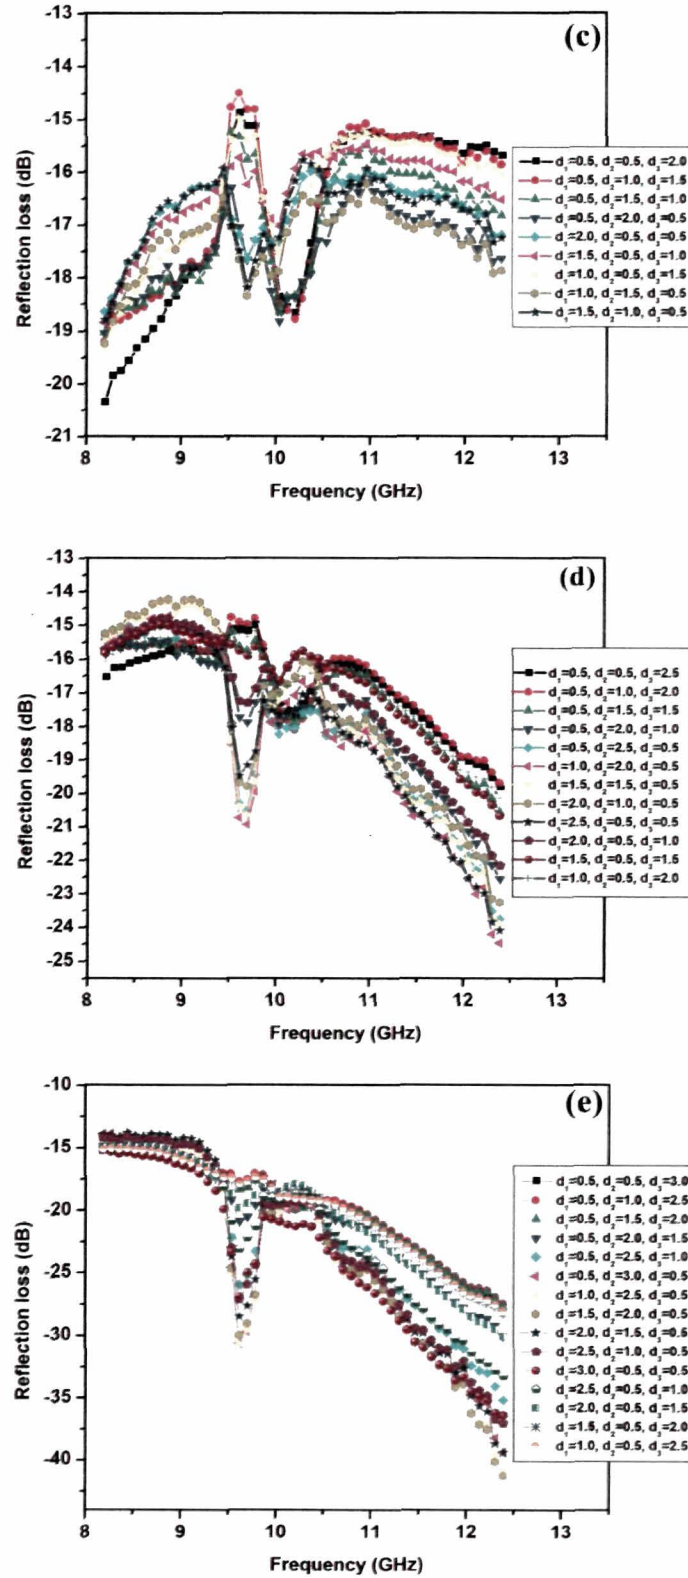 (c)
-13
-14
-15
-16
-17
-18
-19
-20
-21
Reflection loss (dB)
8 9 10 11 12 13
Frequency (GHz)
d1=0.5, d2=0.5, d3=2.0
d1=0.5, d2=1.0, d3=1.5
d1=0.5, d2=1.5, d3=1.0
d1=0.5, d2=2.0, d3=0.5
d1=2.0, d2=0.5, d3=0.5
d1=1.5, d2=0.5, d3=1.0
d1=1.0, d2=0.5, d3=1.5
d1=1.0, d2=1.5, d3=0.5
d1=1.5, d2=1.0, d3=0.5
(d)
-13
-14
-15
-16
-17
-18
-19
-20
-21
-22
-23
-24
-25
Reflection loss (dB)
8 9 10 11 12 13
Frequency (GHz)
d1=0.5, d2=0.5, d3=2.5
d1=0.5, d2=1.0, d3=2.0
d1=0.5, d2=1.5, d3=1.5
d1=0.5, d2=2.0, d3=1.0
d1=0.5, d2=2.5, d3=0.5
d1=1.0, d2=2.0, d3=0.5
d1=1.5, d2=1.5, d3=0.5
d1=2.0, d2=1.0, d3=0.5
d1=2.5, d2=0.5, d3=0.5
d1=2.0, d2=0.5, d3=1.0
d1=1.5, d2=0.5, d3=1.5
d1=1.0, d2=0.5, d3=2.0
(e)
-10
-15
-20
-25
-30
-35
-40
Reflection loss (dB)
8 9 10 11 12 13
Frequency (GHz)
d1=0.5, d2=0.5, d3=3.0
d1=0.5, d2=1.0, d3=2.5
d1=0.5, d2=1.5, d3=2.0
d1=0.5, d2=2.0, d3=1.5
d1=0.5, d2=2.5, d3=1.0
d1=0.5, d2=3.0, d3=0.5
d1=1.0, d2=2.5, d3=0.5
d1=1.5, d2=2.0, d3=0.5
d1=2.0, d2=1.5, d3=0.5
d1=2.5, d2=1.0, d3=0.5
d1=3.0, d2=0.5, d3=0.5
d1=2.5, d2=0.5, d3=1.0
d1=2.0, d2=0.5, d3=1.5
d1=1.5, d2=0.5, d3=2.0
d1=1.0, d2=0.5, d3=2.5